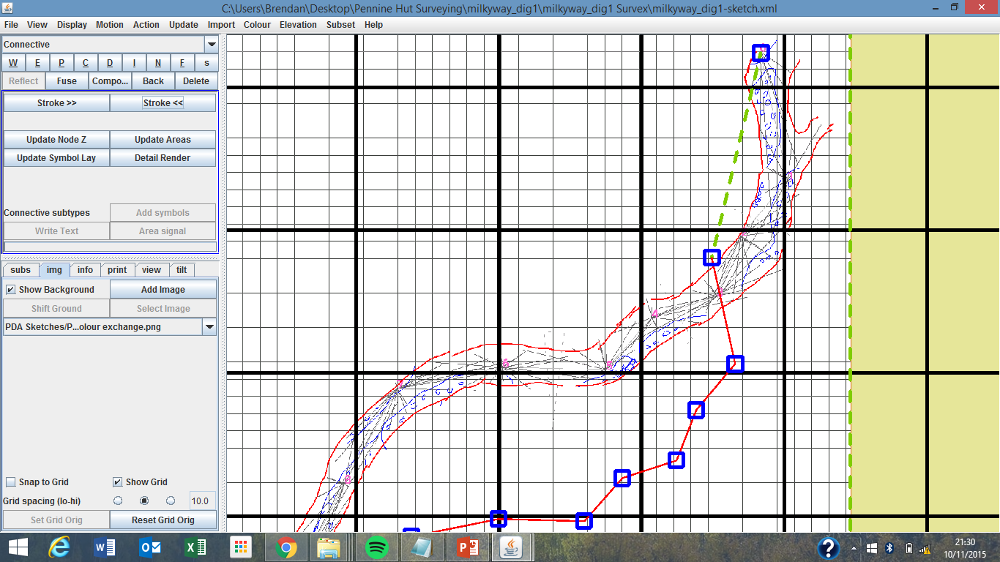 C:\Users\Brendan\Desktop\Pennine Hut Surveying\milkyway_dig1\milkyway_dig1 Survex\milkyway_dig1-sketch.xml
File View Display Motion Action Update Import Colour Elevation Subset Help
Connective
W E P C D I N F s
Reflect Fuse Compo... Back Delete
Stroke >> Stroke <<
Update Node Z Update Areas
Update Symbol Lay Detail Render
Connective subtypes Add symbols
Write Text Area signal
subs img info print view tilt
Show Background Add Image
Shift Ground Select Image
PDA Sketches/P...olour exchange.png
Snap to Grid Show Grid
Grid spacing (lo-hi) 10.0
Set Grid Orig Reset Grid Orig
21:30
10/11/2015